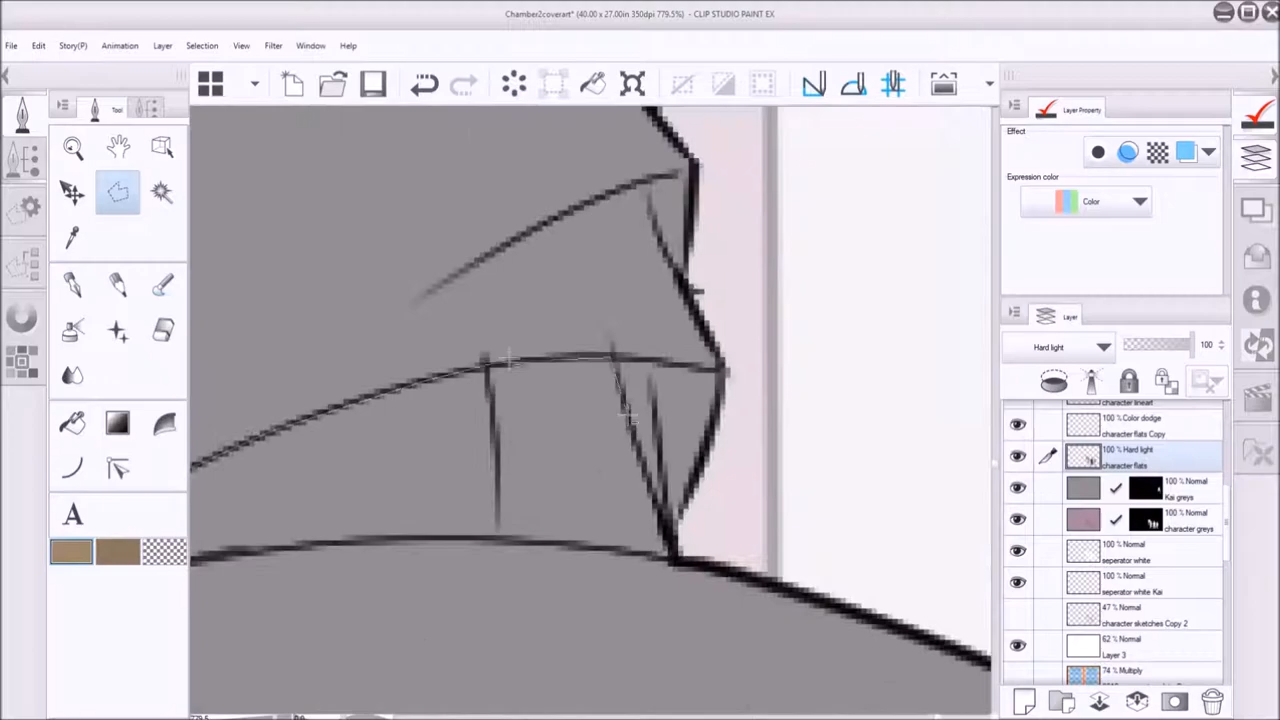 Chamber2coverart* (40.00 x 27.00in 350dpi 779.5%) - CLIP STUDIO PAINT EX
File Edit Story(P) Animation Layer Selection View Filter Window Help
Tool
Layer Property
Effect
Expression color
Color
Layer
Hard light 100
character lineart
100 % Color dodge
character flats Copy
100 % Hard light
character flats
100 % Normal
Kai greys
100 % Normal
character greys
100 % Normal
seperator white
100 % Normal
seperator white Kai
47 % Normal
character sketches Copy 2
62 % Normal
Layer 3
74 % Multiply
A
779.5